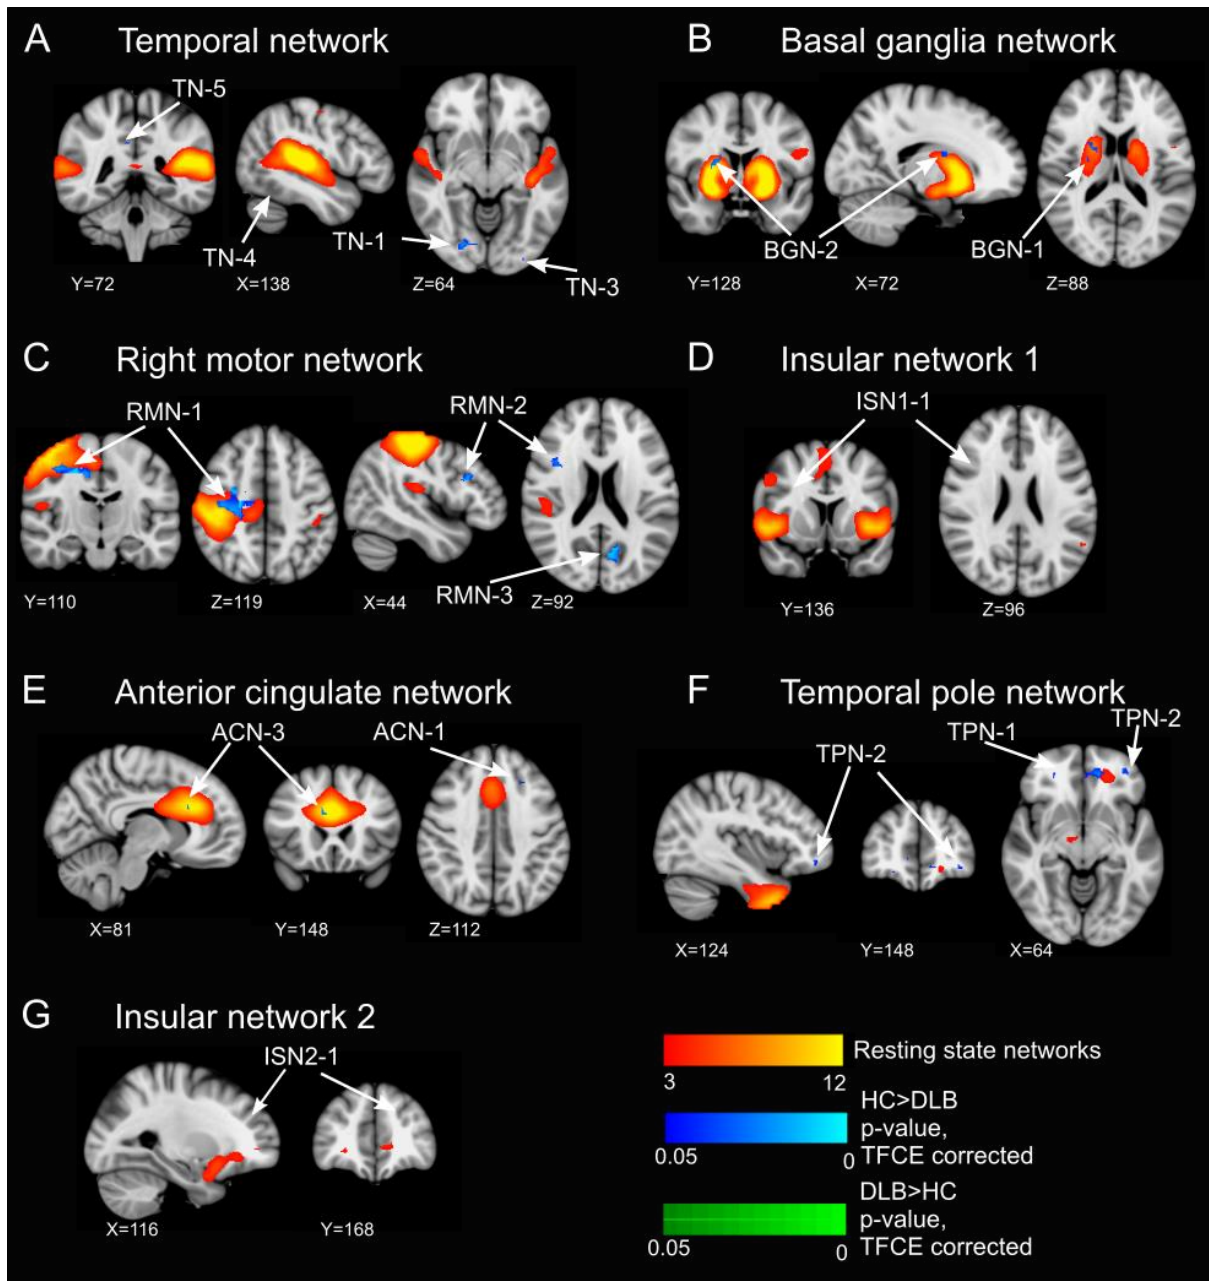 A Temporal network
TN-5
TN-4
TN-1
TN-3
Y=72
X=138
Z=64
B Basal ganglia network
BGN-2
BGN-1
Y=128
X=72
Z=88
C Right motor network
RMN-1
RMN-2
RMN-3
Y=110
Z=119
X=44
Z=92
D Insular network 1
ISN1-1
Y=136
Z=96
E Anterior cingulate network
ACN-3
ACN-1
X=81
Y=148
Z=112
F Temporal pole network
TPN-1
TPN-2
TPN-2
X=124
Y=148
X=64
G Insular network 2
ISN2-1
X=116
Y=168
Resting state networks
3
12
HC>DLB
p-value,
TFCE corrected
0.05
0
DLB>HC
p-value,
TFCE corrected
0.05
0